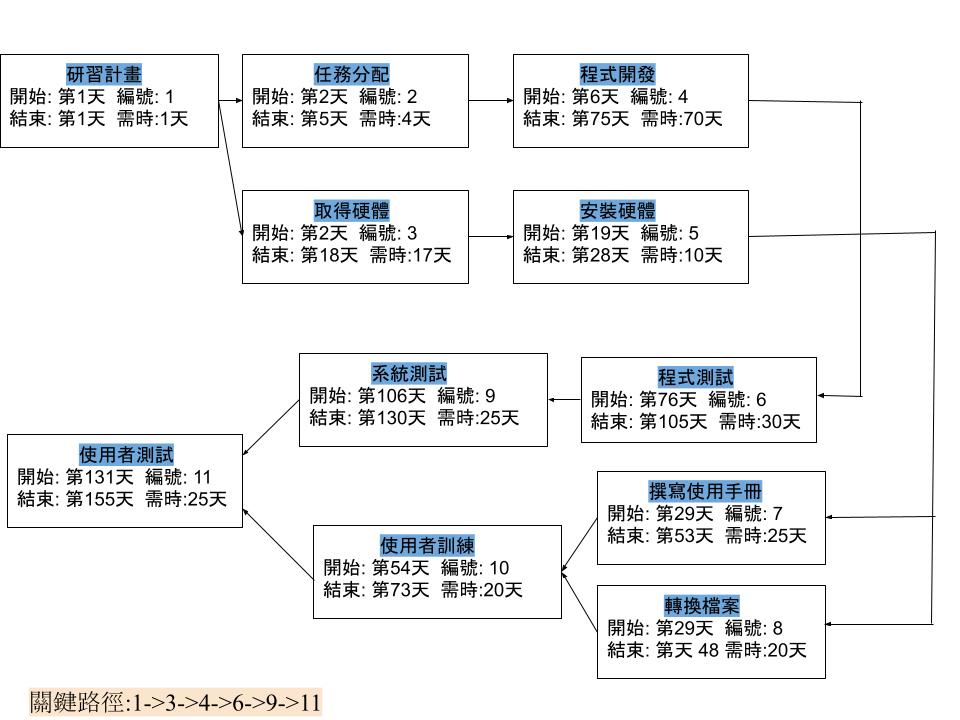 研習計畫
開始: 第1天 編號: 1
結束: 第1天 需時:1天
任務分配
開始: 第2天 編號: 2
結束: 第5天 需時:4天
程式開發
開始: 第6天 編號: 4
結束: 第75天 需時:70天
取得硬體
開始: 第2天 編號: 3
結束: 第18天 需時:17天
安裝硬體
開始: 第19天 編號: 5
結束: 第28天 需時:10天
系統測試
開始: 第106天 編號: 9
結束: 第130天 需時:25天
程式測試
開始: 第76天 編號: 6
結束: 第105天 需時:30天
使用者測試
開始: 第131天 編號: 11
結束: 第155天 需時:25天
撰寫使用手冊
開始: 第29天 編號: 7
結束: 第53天 需時:25天
使用者訓練
開始: 第54天 編號: 10
結束: 第73天 需時:20天
轉換檔案
開始: 第29天 編號: 8
結束: 第天 48 需時:20天
關鍵路徑:1->3->4->6->9->11